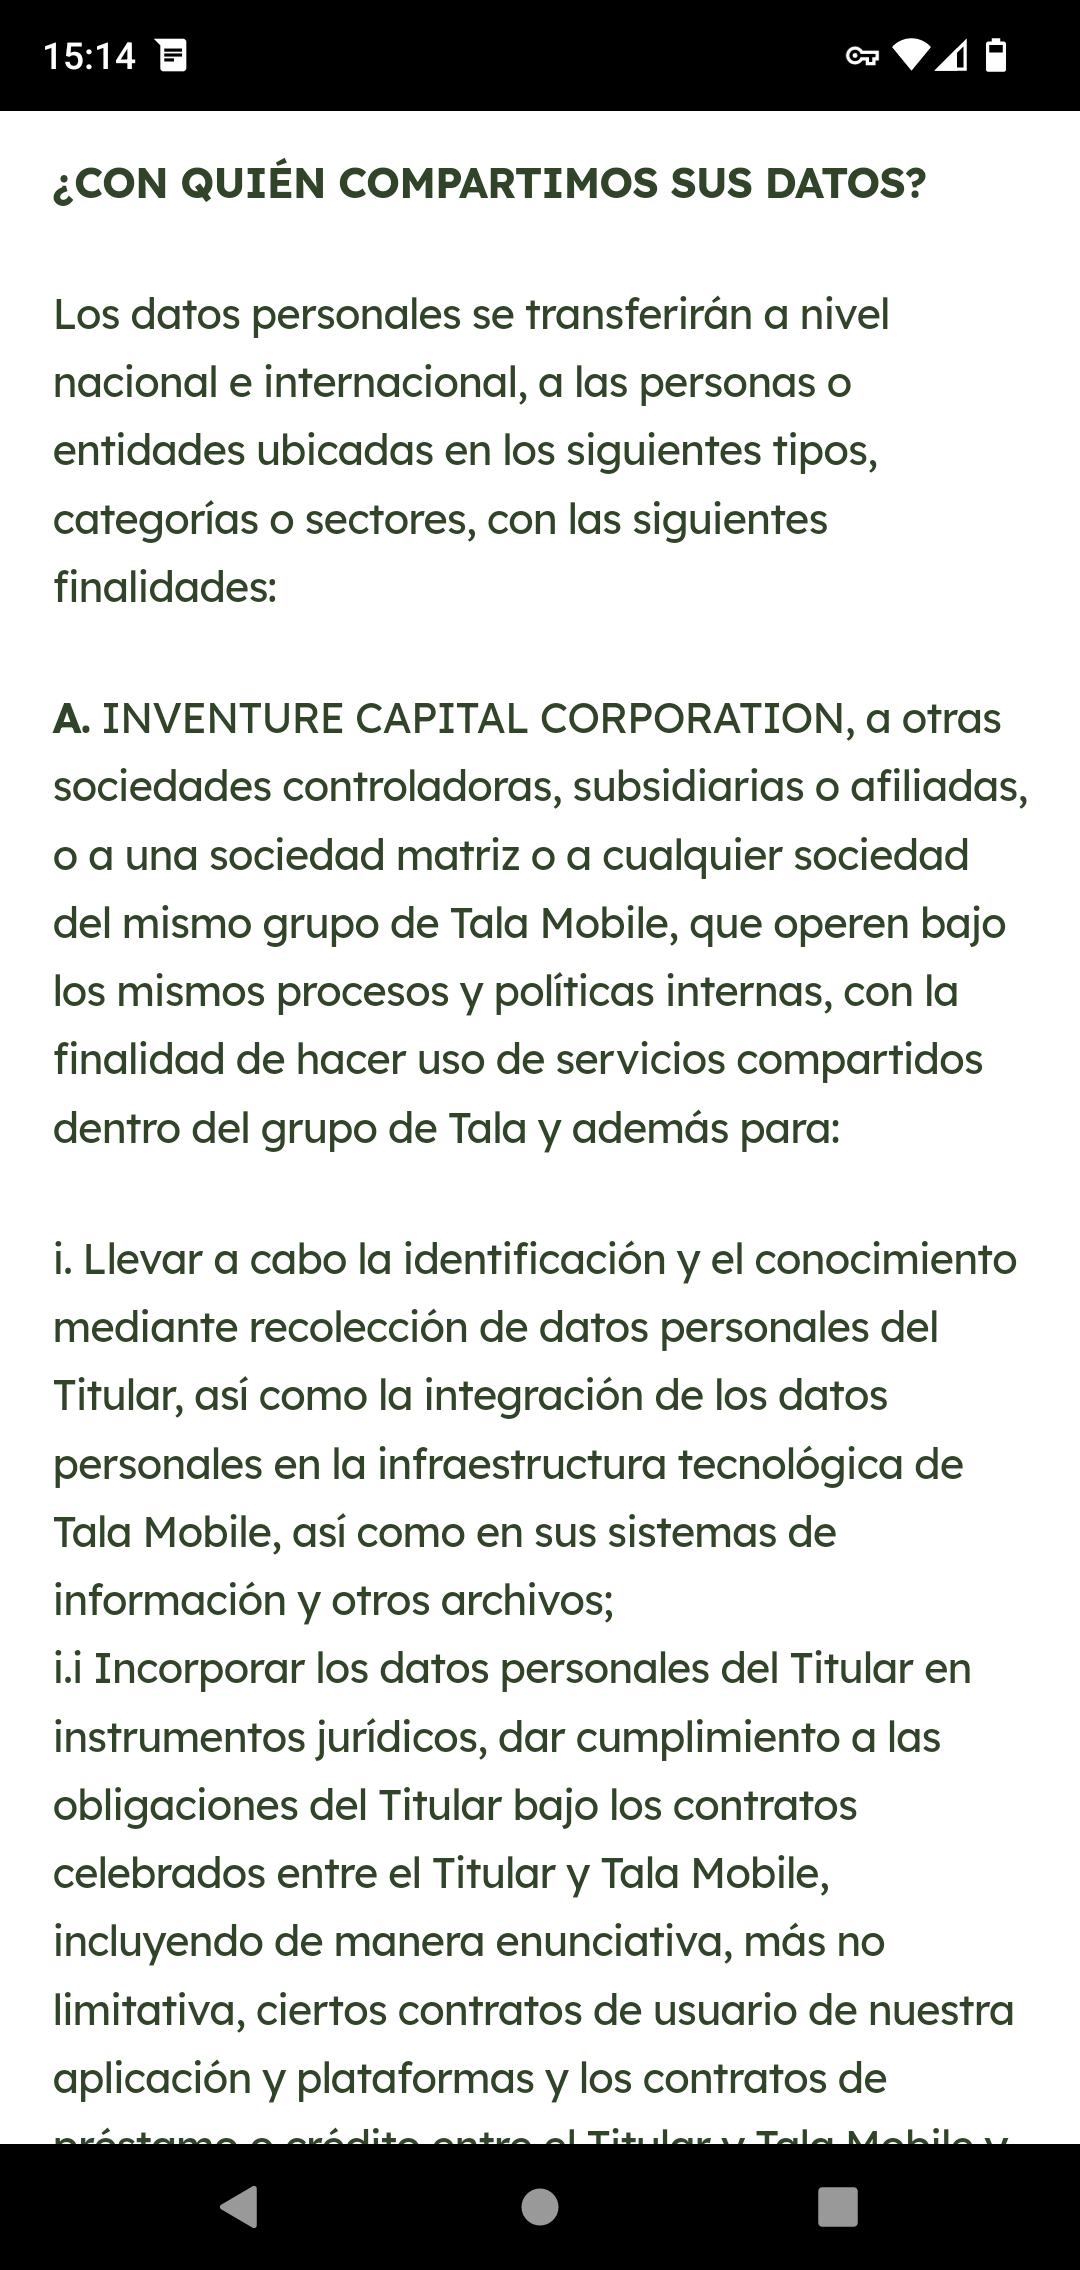 15:14
¿CON QUIÉN COMPARTIMOS SUS DATOS?
Los datos personales se transferirán a nivel
nacional e internacional, a las personas o
entidades ubicadas en los siguientes tipos,
categorías o sectores, con las siguientes
finalidades:
A. INVENTURE CAPITAL CORPORATION, a otras
sociedades controladoras, subsidiarias o afiliadas,
o a una sociedad matriz o a cualquier sociedad
del mismo grupo de Tala Mobile, que operen bajo
los mismos procesos y políticas internas, con la
finalidad de hacer uso de servicios compartidos
dentro del grupo de Tala y además para:
i. Llevar a cabo la identificación y el conocimiento
mediante recolección de datos personales del
Titular, así como la integración de los datos
personales en la infraestructura tecnológica de
Tala Mobile, así como en sus sistemas de
información y otros archivos;
i.i Incorporar los datos personales del Titular en
instrumentos jurídicos, dar cumplimiento a las
obligaciones del Titular bajo los contratos
celebrados entre el Titular y Tala Mobile,
incluyendo de manera enunciativa, más no
limitativa, ciertos contratos de usuario de nuestra
aplicación y plataformas y los contratos de
préstamo o crédito entre el Titular y Tala Mobile y